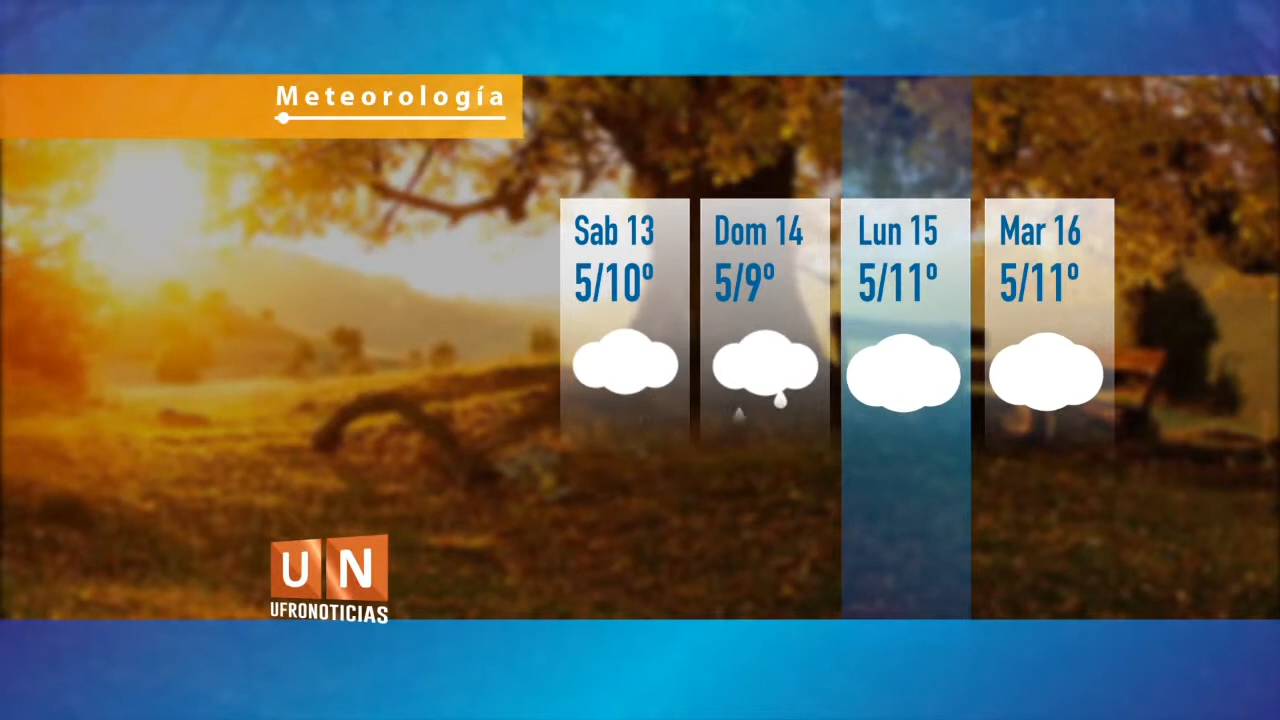 Meteorología
Sab 13
5/10º
Dom 14
5/9º
Lun 15
5/11º
Mar 16
5/11º
UN
UFRONOTICIAS